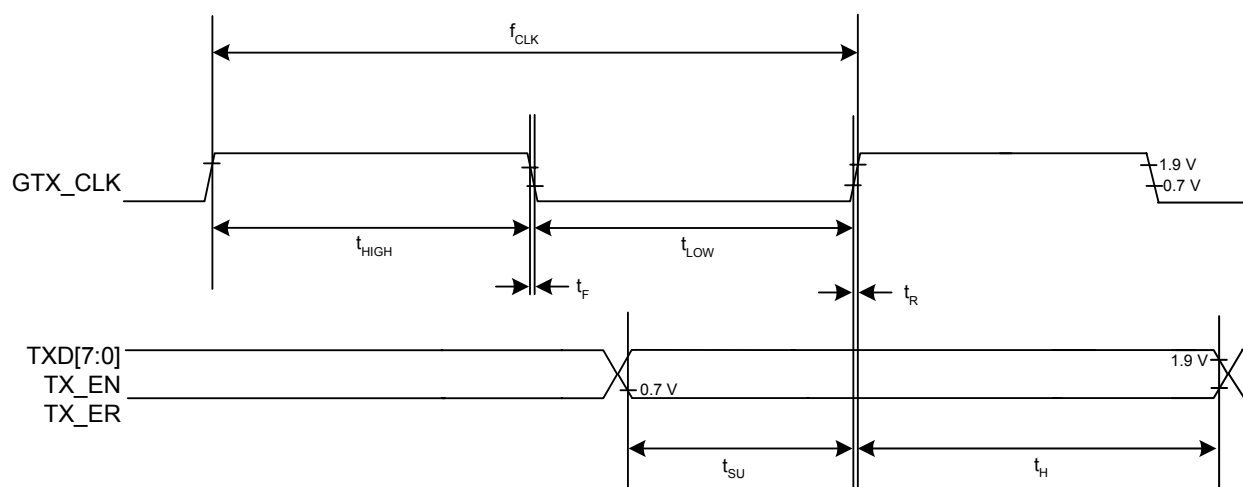 fCLK
GTX_CLK
1.9 V
0.7 V
tHIGH
tLOW
tF
tR
TXD[7:0]
TX_EN
TX_ER
0.7 V
1.9 V
tSU
tH